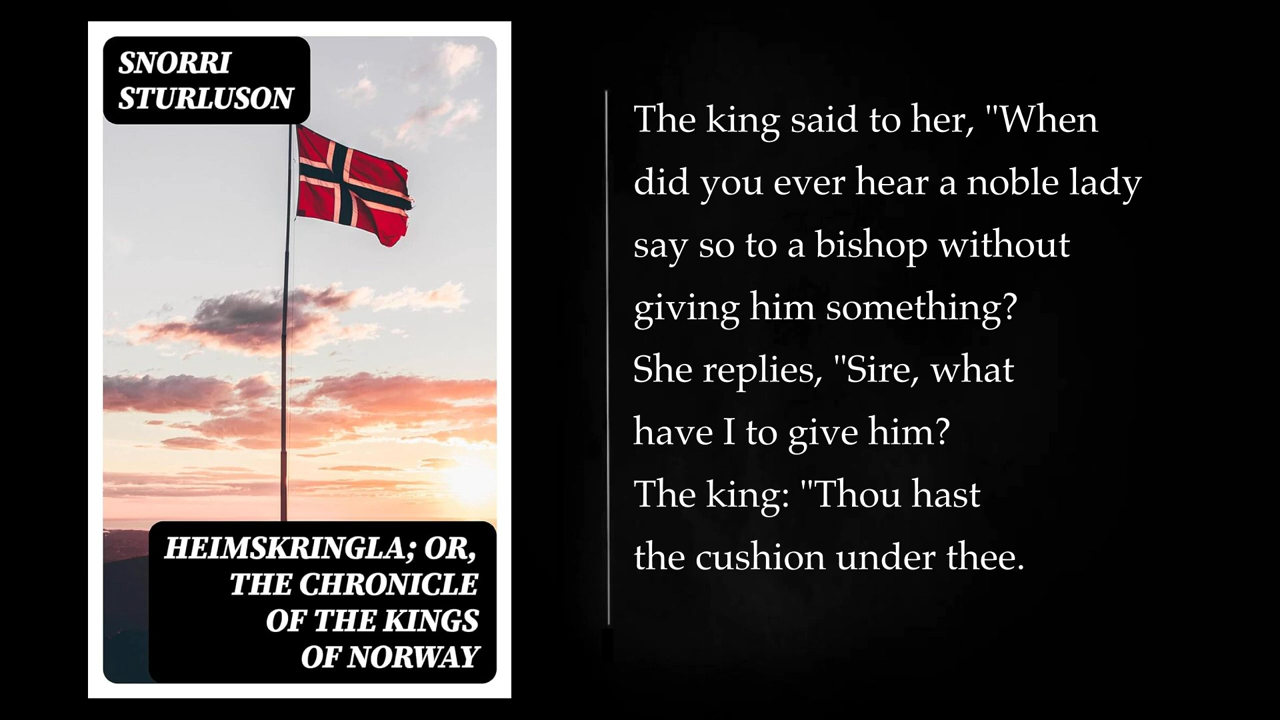 SNORRI
STURLUSON
HEIMSKRINGLA; OR,
THE CHRONICLE
OF THE KINGS
OF NORWAY
The king said to her, "When
did you ever hear a noble lady
say so to a bishop without
giving him something?
She replies, "Sire, what
have I to give him?
The king: "Thou hast
the cushion under thee.